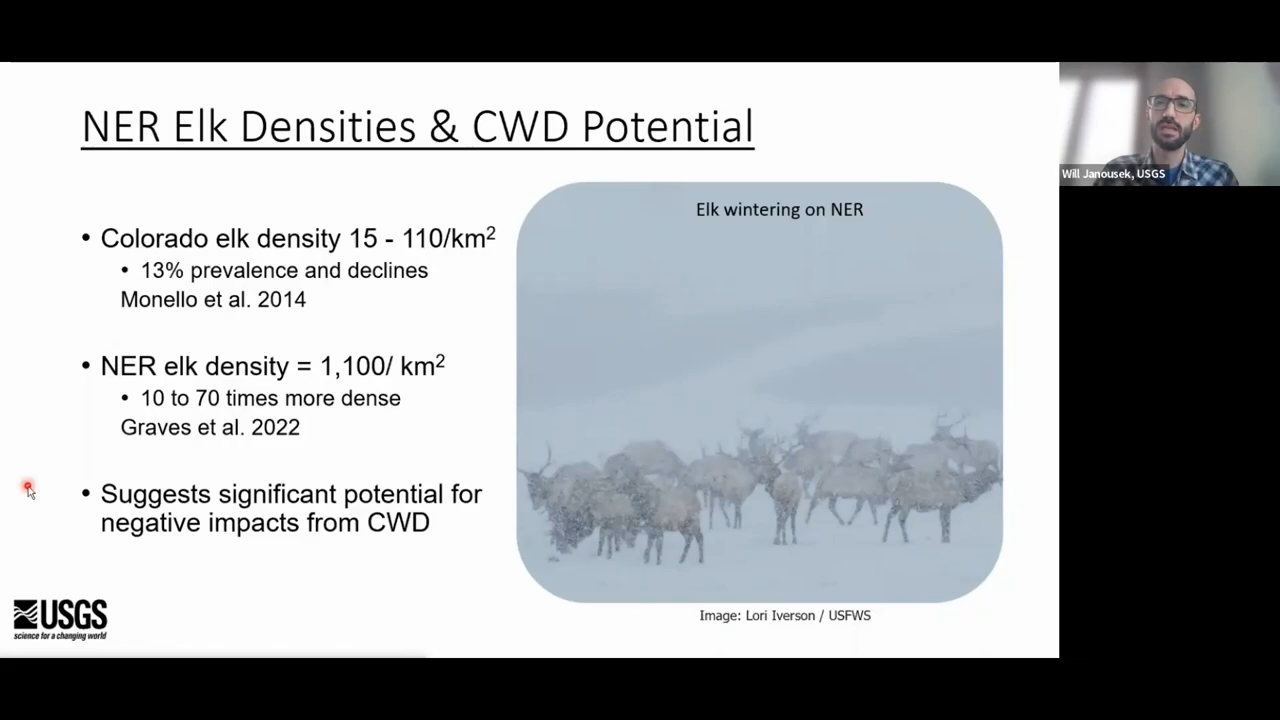 NER Elk Densities & CWD Potential
Will Janousek, USGS
Elk wintering on NER
• Colorado elk density 15 - 110/km²
• 13% prevalence and declines
Monello et al. 2014
• NER elk density = 1,100/ km²
• 10 to 70 times more dense
Graves et al. 2022
• Suggests significant potential for
negative impacts from CWD
USGS
science for a changing world
Image: Lori Iverson / USFWS